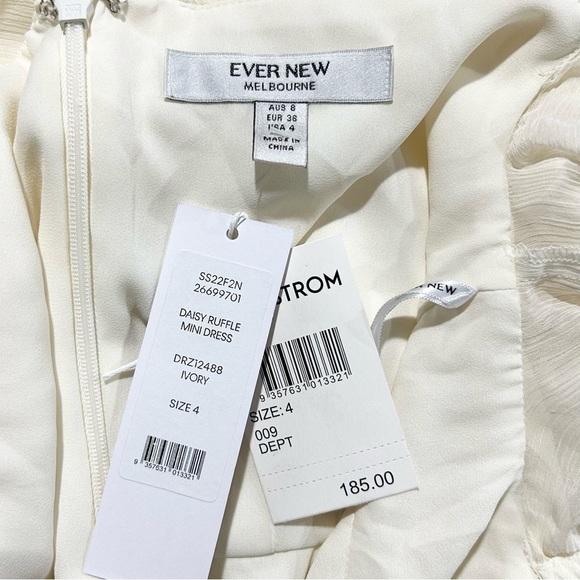 EVER NEW
MELBOURNE
AUS 8
EUR 36
USA 4
MADE IN
CHINA
SS22F2N
26699701
DAISY RUFFLE
MINI DRESS
DRZ12488
IVORY
SIZE 4
9 357631 013321
STROM
9 357631 013321
SIZE: 4
009
DEPT
185.00
NEW